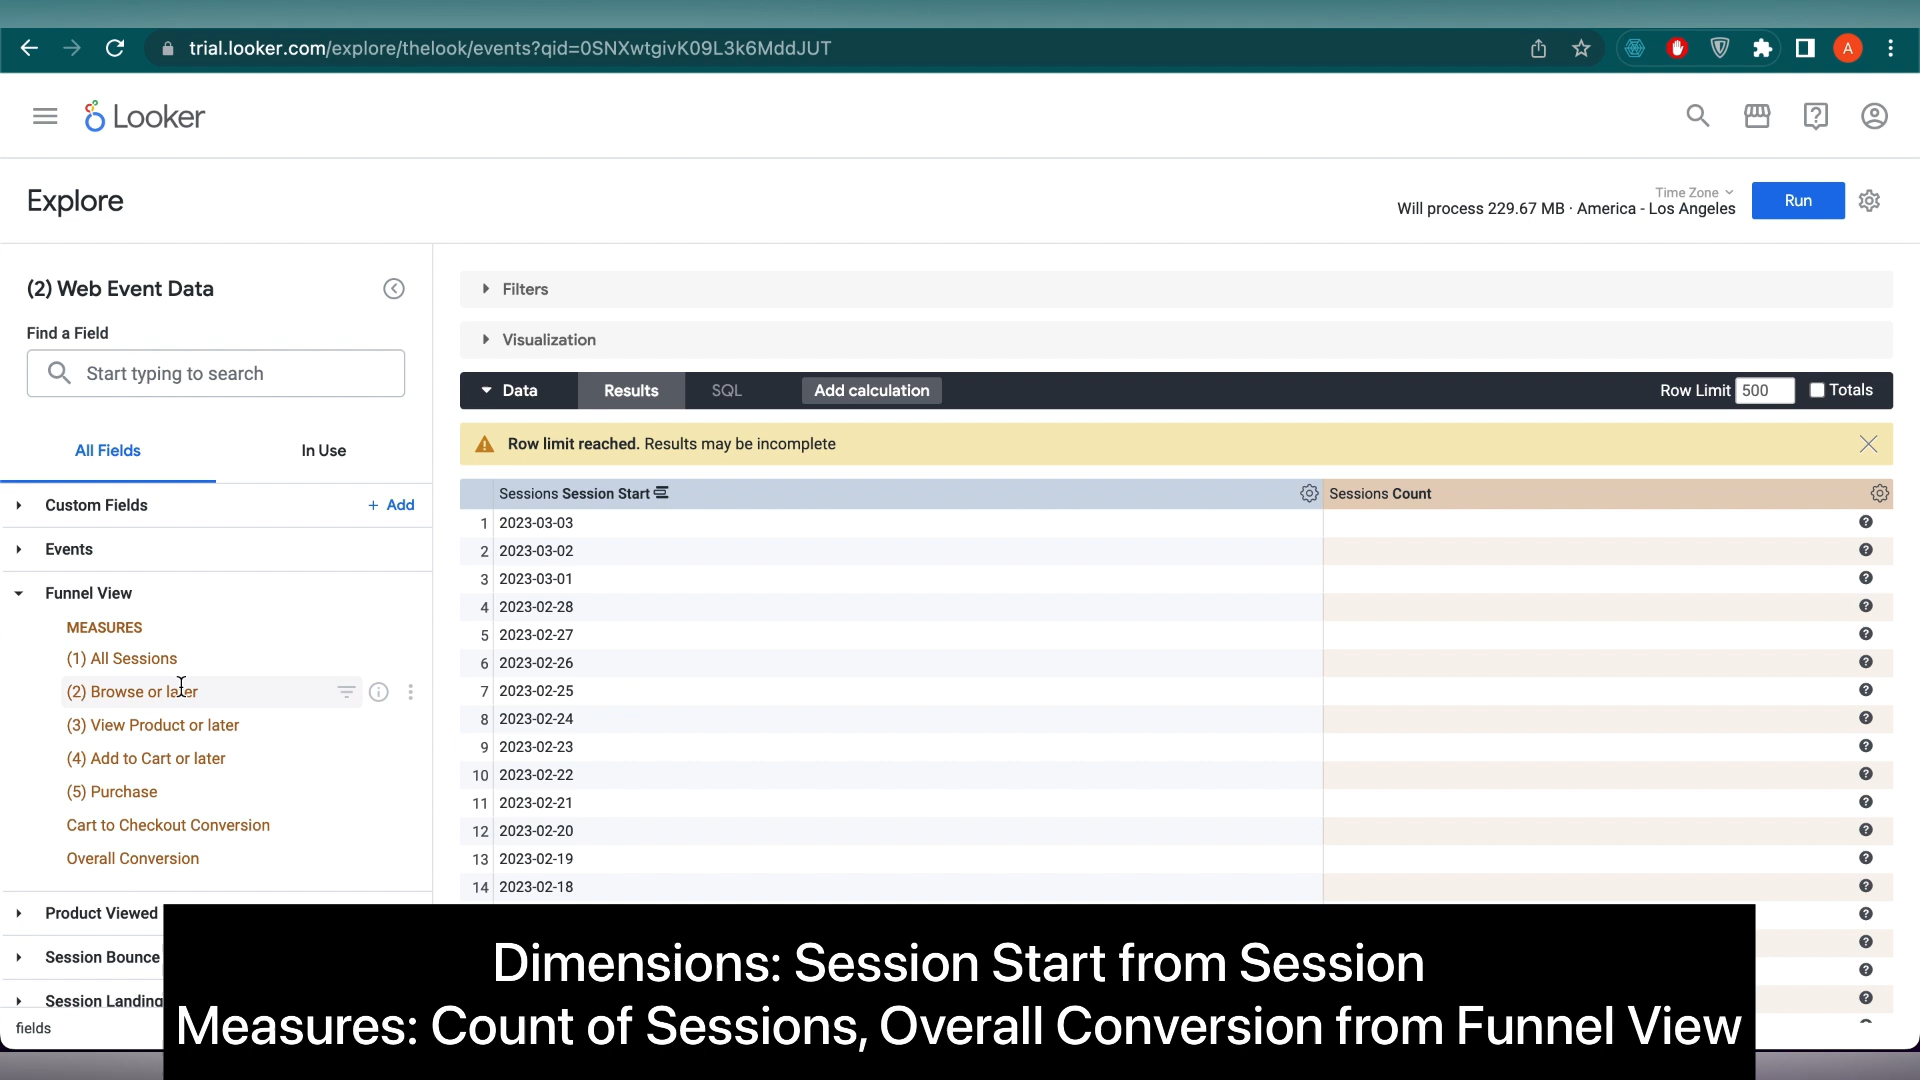 trial.looker.com/explore/thelook/events?qid=0SNXwtgivK09L3k6MddJUT
A
Looker
Explore
Time Zone
Will process 229.67 MB · America - Los Angeles
Run
(2) Web Event Data
Find a Field
Start typing to search
All Fields
In Use
Custom Fields
+ Add
Events
Funnel View
MEASURES
(1) All Sessions
(2) Browse or later
(3) View Product or later
(4) Add to Cart or later
(5) Purchase
Cart to Checkout Conversion
Overall Conversion
Product Viewed
Session Bounce
Session Landing
fields
Filters
Visualization
Data
Results
SQL
Add calculation
Row Limit 500
Totals
Row limit reached. Results may be incomplete
Sessions Session Start
Sessions Count
1 2023-03-03
2 2023-03-02
3 2023-03-01
4 2023-02-28
5 2023-02-27
6 2023-02-26
7 2023-02-25
8 2023-02-24
9 2023-02-23
10 2023-02-22
11 2023-02-21
12 2023-02-20
13 2023-02-19
14 2023-02-18
Dimensions: Session Start from Session
Measures: Count of Sessions, Overall Conversion from Funnel View